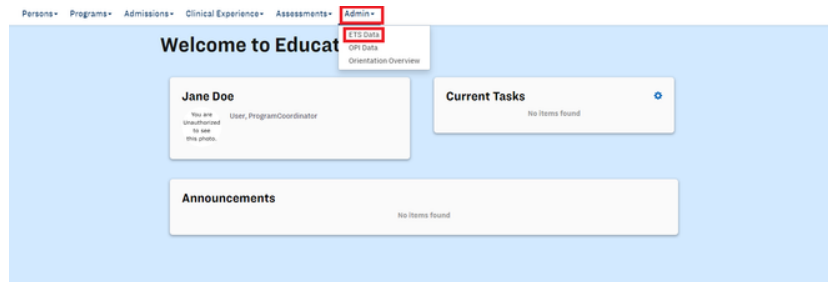 Persons Programs Admissions Clinical Experience Assessments Admin
ETS Data
OPI Data
Orientation Overview
Welcome to Educat
Jane Doe
You are
Unauthorized
to see
this photo.
User, ProgramCoordinator
Current Tasks
No items found
Announcements
No items found